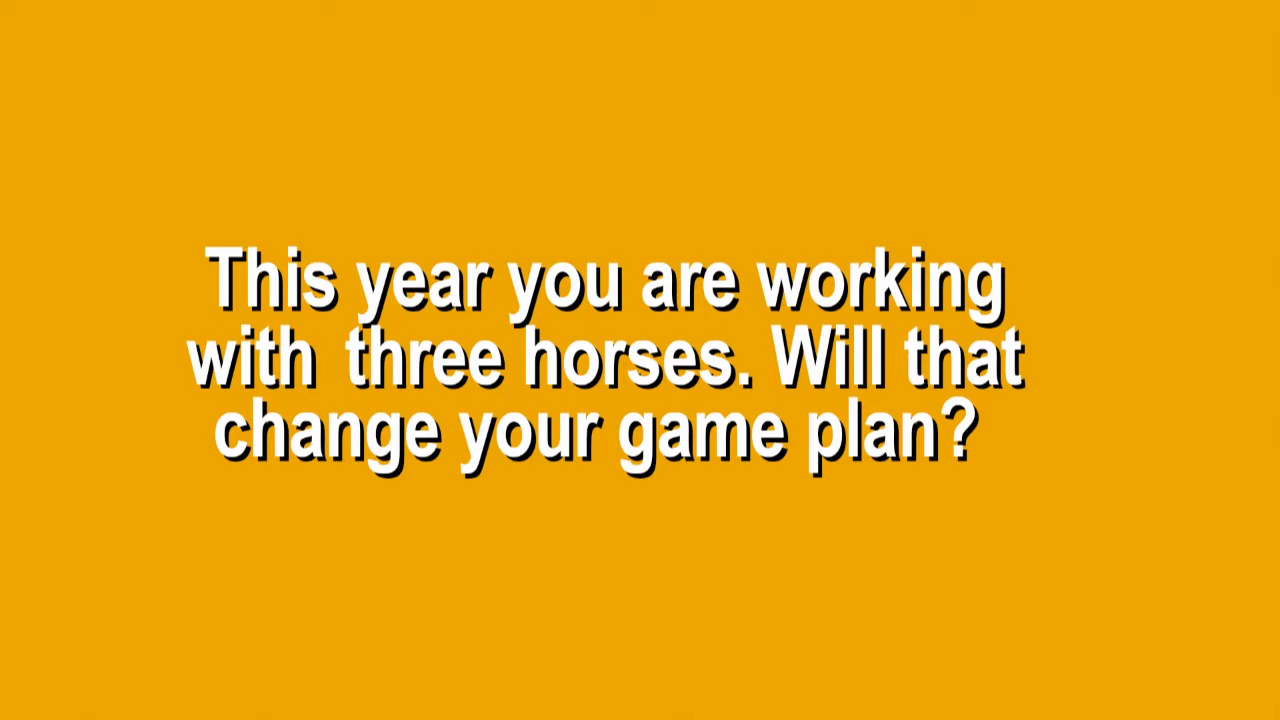 This year you are working
with three horses. Will that
change your game plan?